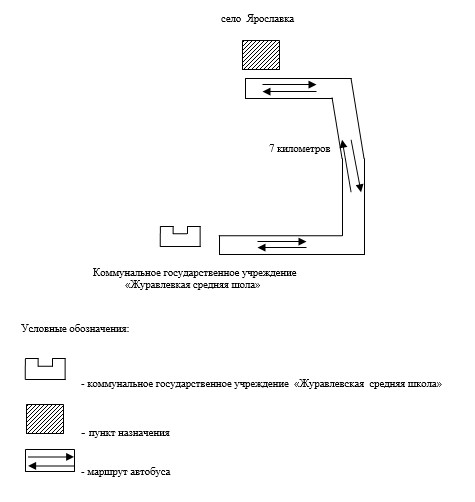 село Ярославка
7 километров
Коммунальное государственное учреждение
«Журавлевкая средняя шола»
Условные обозначения:
- коммунальное государственное учреждение «Журавлевская средняя школа»
- пункт назначения
- маршрут автобуса